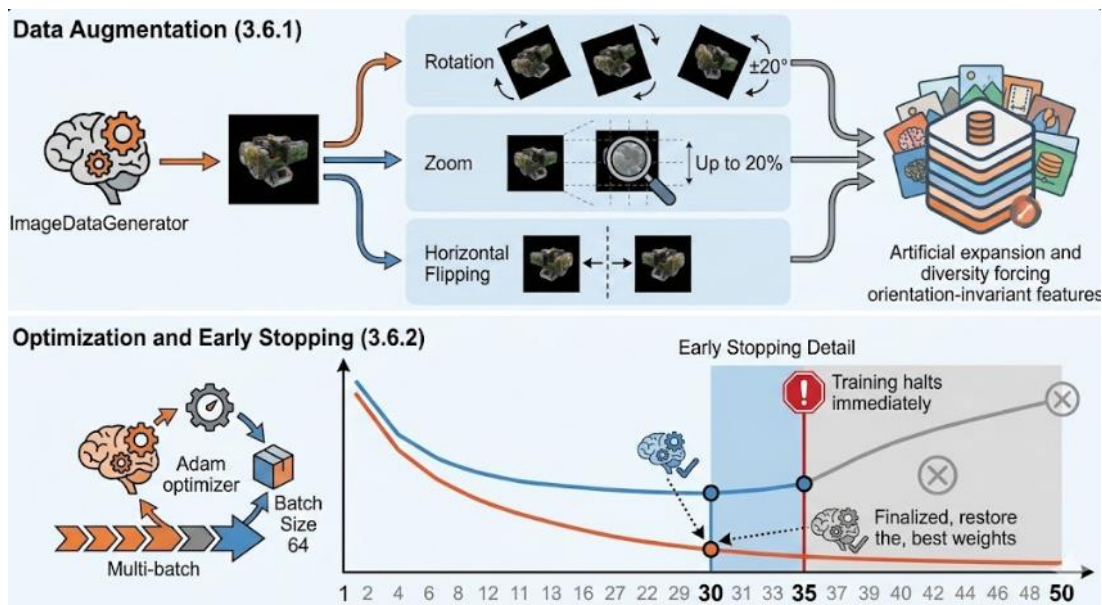 Data Augmentation (3.6.1)
ImageDataGenerator
Rotation
±20°
Zoom
Up to 20%
Horizontal
Flipping
Artificial expansion and
diversity forcing
orientation-invariant features
Optimization and Early Stopping (3.6.2)
Adam
optimizer
Batch
Size
64
Multi-batch
Early Stopping Detail
Training halts
immediately
Finalized, restore
the, best weights
1 2 4 6 8 12 11 13 16 27 22 29 30 31 33 35 37 39 40 42 44 46 48 50